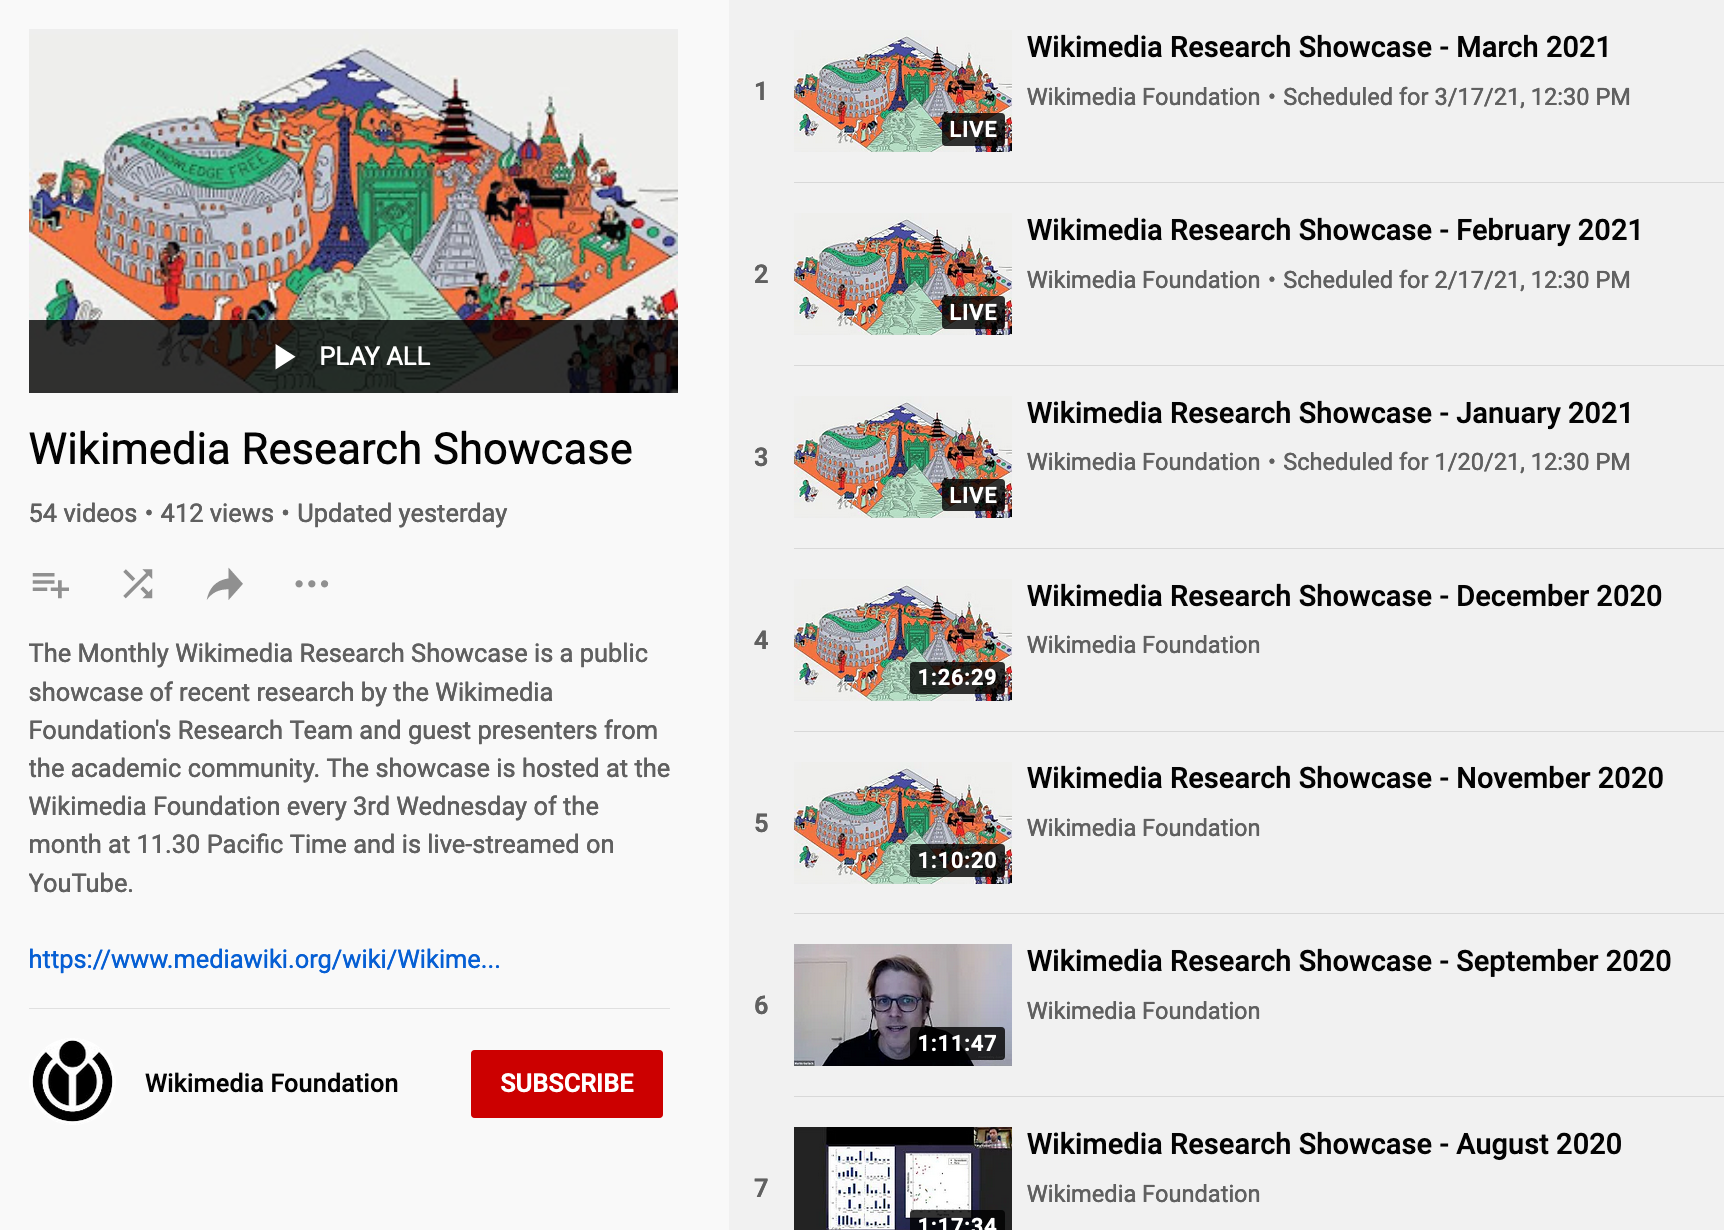 MY KNOWLEDGE FREE
PLAY ALL
Wikimedia Research Showcase
54 videos • 412 views • Updated yesterday
The Monthly Wikimedia Research Showcase is a public
showcase of recent research by the Wikimedia
Foundation's Research Team and guest presenters from
the academic community. The showcase is hosted at the
Wikimedia Foundation every 3rd Wednesday of the
month at 11.30 Pacific Time and is live-streamed on
YouTube.
https://www.mediawiki.org/wiki/Wikime...
Wikimedia Foundation
SUBSCRIBE
1
LIVE
Wikimedia Research Showcase - March 2021
Wikimedia Foundation • Scheduled for 3/17/21, 12:30 PM
2
LIVE
Wikimedia Research Showcase - February 2021
Wikimedia Foundation • Scheduled for 2/17/21, 12:30 PM
3
LIVE
Wikimedia Research Showcase - January 2021
Wikimedia Foundation • Scheduled for 1/20/21, 12:30 PM
4
1:26:29
Wikimedia Research Showcase - December 2020
Wikimedia Foundation
5
1:10:20
Wikimedia Research Showcase - November 2020
Wikimedia Foundation
6
1:11:47
Wikimedia Research Showcase - September 2020
Wikimedia Foundation
7
1:17:34
Wikimedia Research Showcase - August 2020
Wikimedia Foundation